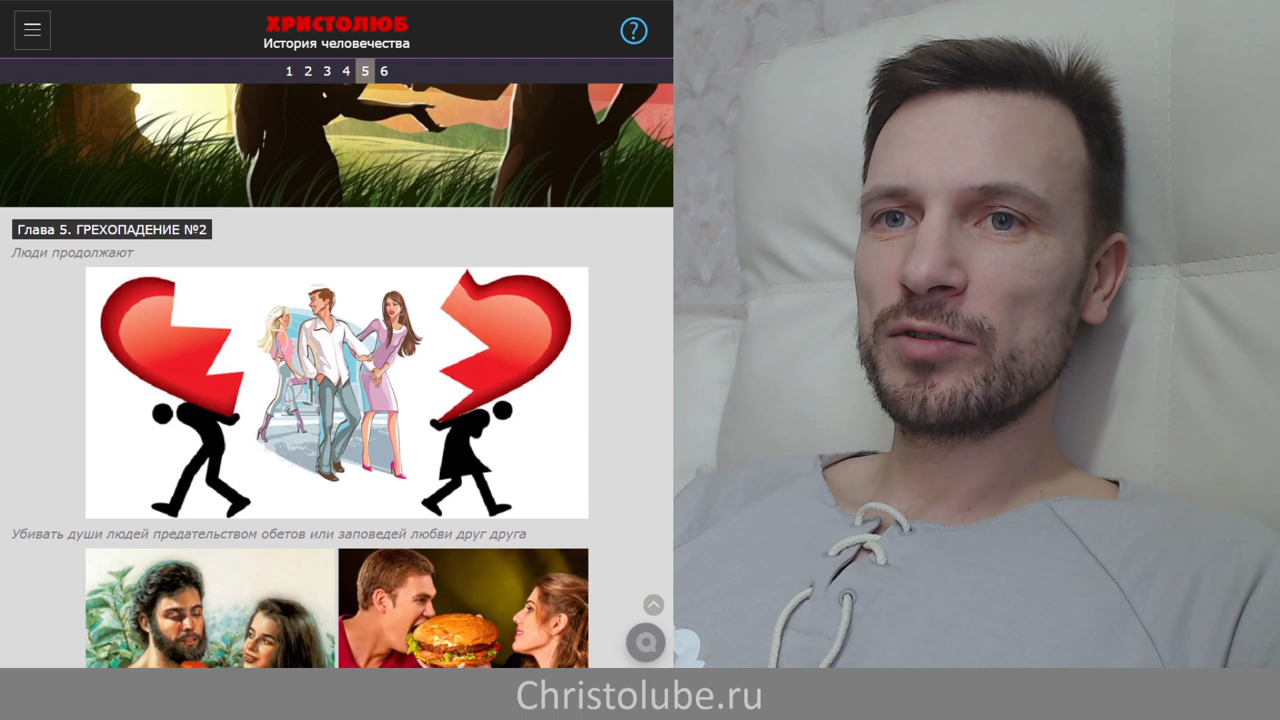 ХРИСТОЛЮБ
История человечества
1 2 3 4 5 6
Глава 5. ГРЕХОПАДЕНИЕ №2
Люди продолжают
Убивать души людей предательством обетов или заповедей любви друг друга
Christolube.ru